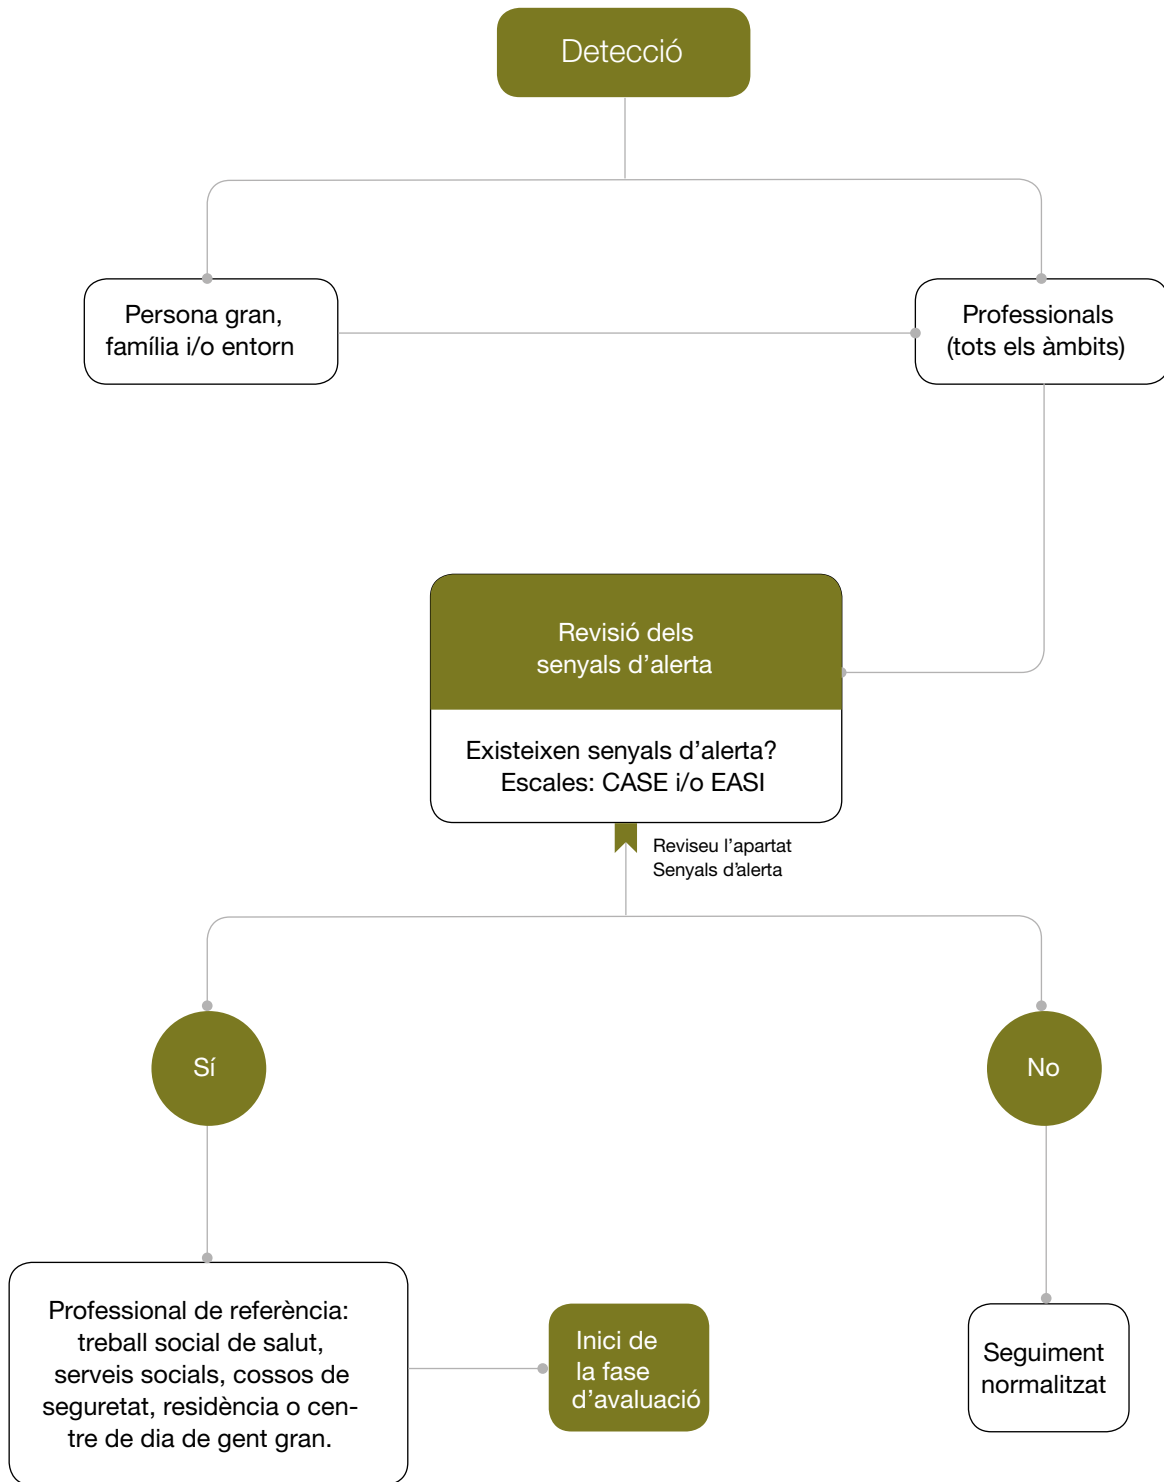 Detecció
Persona gran,
família i/o entorn
Professionals
(tots els àmbits)
Revisió dels
senyals d’alerta
Existeixen senyals d’alerta?
Escales: CASE i/o EASI
Reviseu l’apartat
Senyals d’alerta
Sí
No
Professional de referència:
treball social de salut,
serveis socials, cossos de
seguretat, residència o cen-
tre de dia de gent gran.
Inici de
la fase
d’avaluació
Seguiment
normalitzat